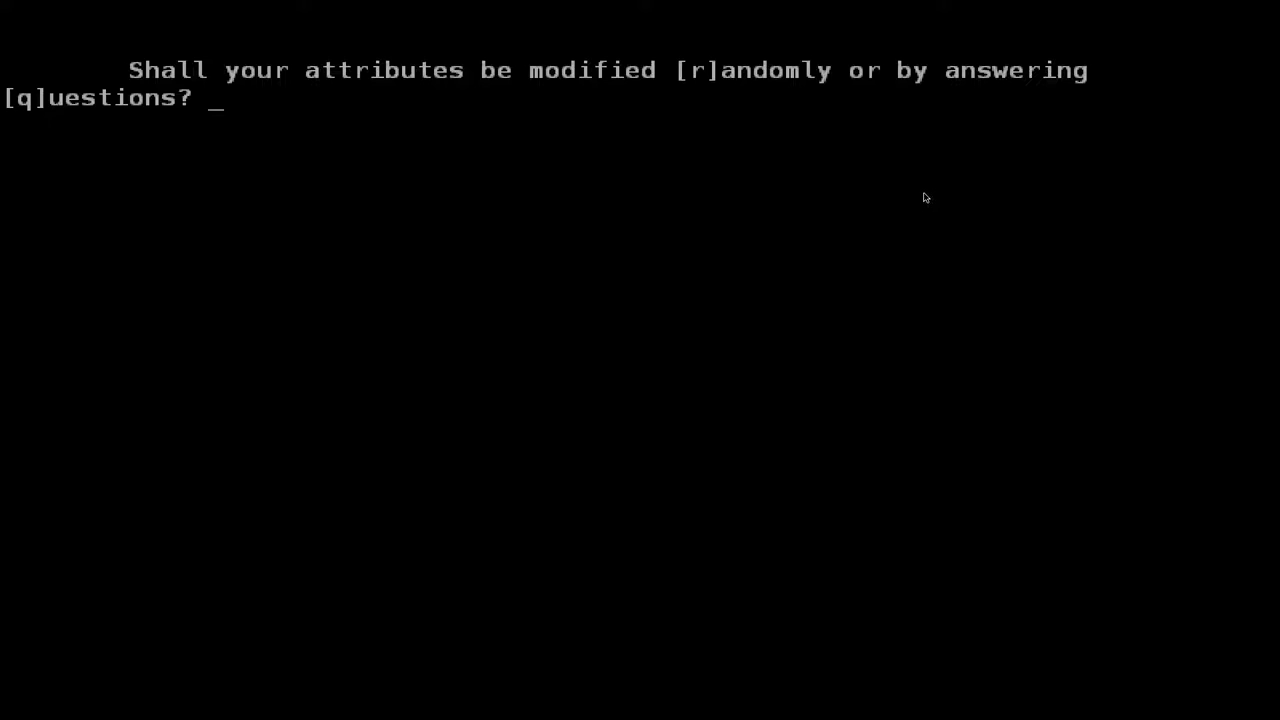 Shall your attributes be modified [r]andomly or by answering
[q]uestions? _